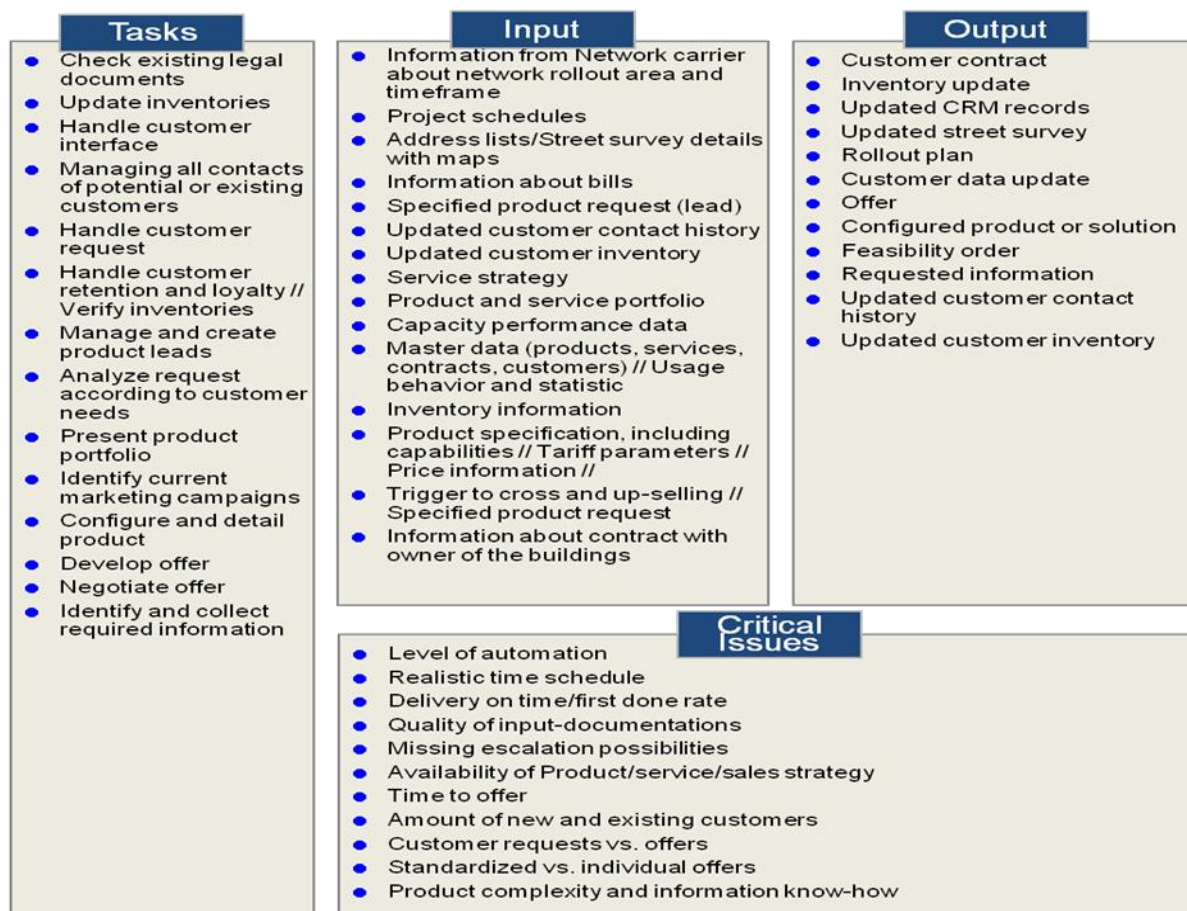 Tasks
Check existing legal
documents
Update inventories
Handle customer
interface
Managing all contacts
of potential or existing
customers
Handle customer
request
Handle customer
retention and loyalty //
Verify inventories
Manage and create
product leads
Analyze request
according to customer
needs
Present product
portfolio
Identify current
marketing campaigns
Configure and detail
product
Develop offer
Negotiate offer
Identify and collect
required information
Input
Information from Network carrier
about network rollout area and
timeframe
Project schedules
Address lists/Street survey details
with maps
Information about bills
Specified product request (lead)
Updated customer contact history
Updated customer inventory
Service strategy
Product and service portfolio
Capacity performance data
Master data (products, services,
contracts, customers) // Usage
behavior and statistic
Inventory information
Product specification, including
capabilities // Tariff parameters //
Price information //
Trigger to cross and up-selling //
Specified product request
Information about contract with
owner of the buildings
Output
Customer contract
Inventory update
Updated CRM records
Updated street survey
Rollout plan
Customer data update
Offer
Configured product or solution
Feasibility order
Requested information
Updated customer contact
history
Updated customer inventory
Critical
Issues
Level of automation
Realistic time schedule
Delivery on time/first done rate
Quality of input-documentations
Missing escalation possibilities
Availability of Product/service/sales strategy
Time to offer
Amount of new and existing customers
Customer requests vs. offers
Standardized vs. individual offers
Product complexity and information know-how